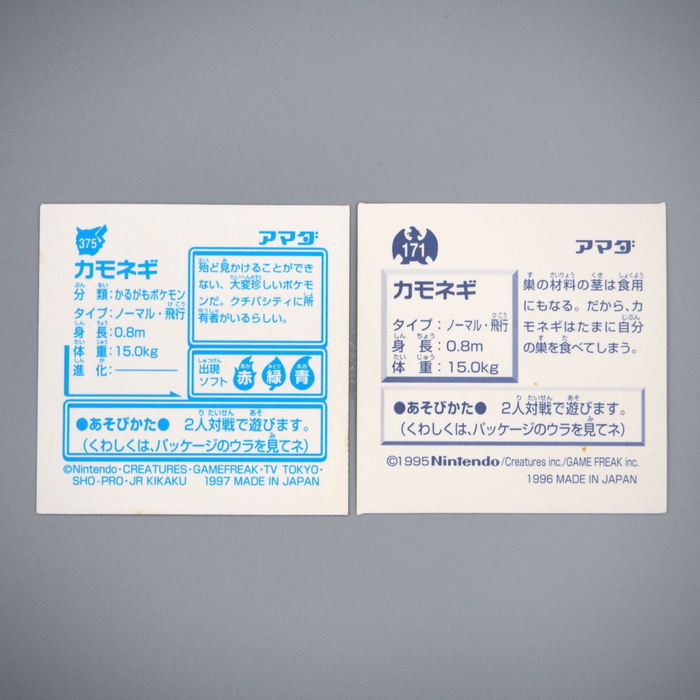 375
アマダ
カモネギ
分類：かるがもポケモン
タイプ：ノーマル・飛行
身長：0.8m
体重：15.0kg
進化：————
殆ど見かけることができ
ない、大変珍しいポケモ
ンだ。クチバシティに所
有者がいるらしい。
出現
ソフト
赤 緑 青
●あそびかた● 2人対戦で遊びます。
（くわしくは、パッケージのウラを見てネ）
©Nintendo・CREATURES・GAMEFREAK・TV TOKYO・
SHO-PRO・JR KIKAKU 1997 MADE IN JAPAN
171
アマダ
カモネギ
タイプ：ノーマル・飛行
身長：0.8m
体重：15.0kg
巣の材料の茎は食用
にもなる。だから、カ
モネギはたまに自分
の巣を食べてしまう。
●あそびかた● 2人対戦で遊びます。
（くわしくは、パッケージのウラを見てネ）
©1995 Nintendo/Creatures inc./GAME FREAK inc.
1996 MADE IN JAPAN